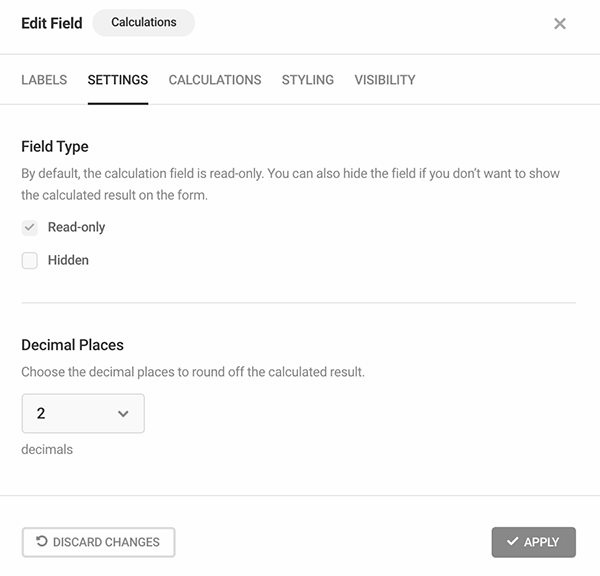 Edit Field Calculations
LABELS SETTINGS CALCULATIONS STYLING VISIBILITY
Field Type
By default, the calculation field is read-only. You can also hide the field if you don’t want to show
the calculated result on the form.
Read-only
Hidden
Decimal Places
Choose the decimal places to round off the calculated result.
2
decimals
DISCARD CHANGES APPLY